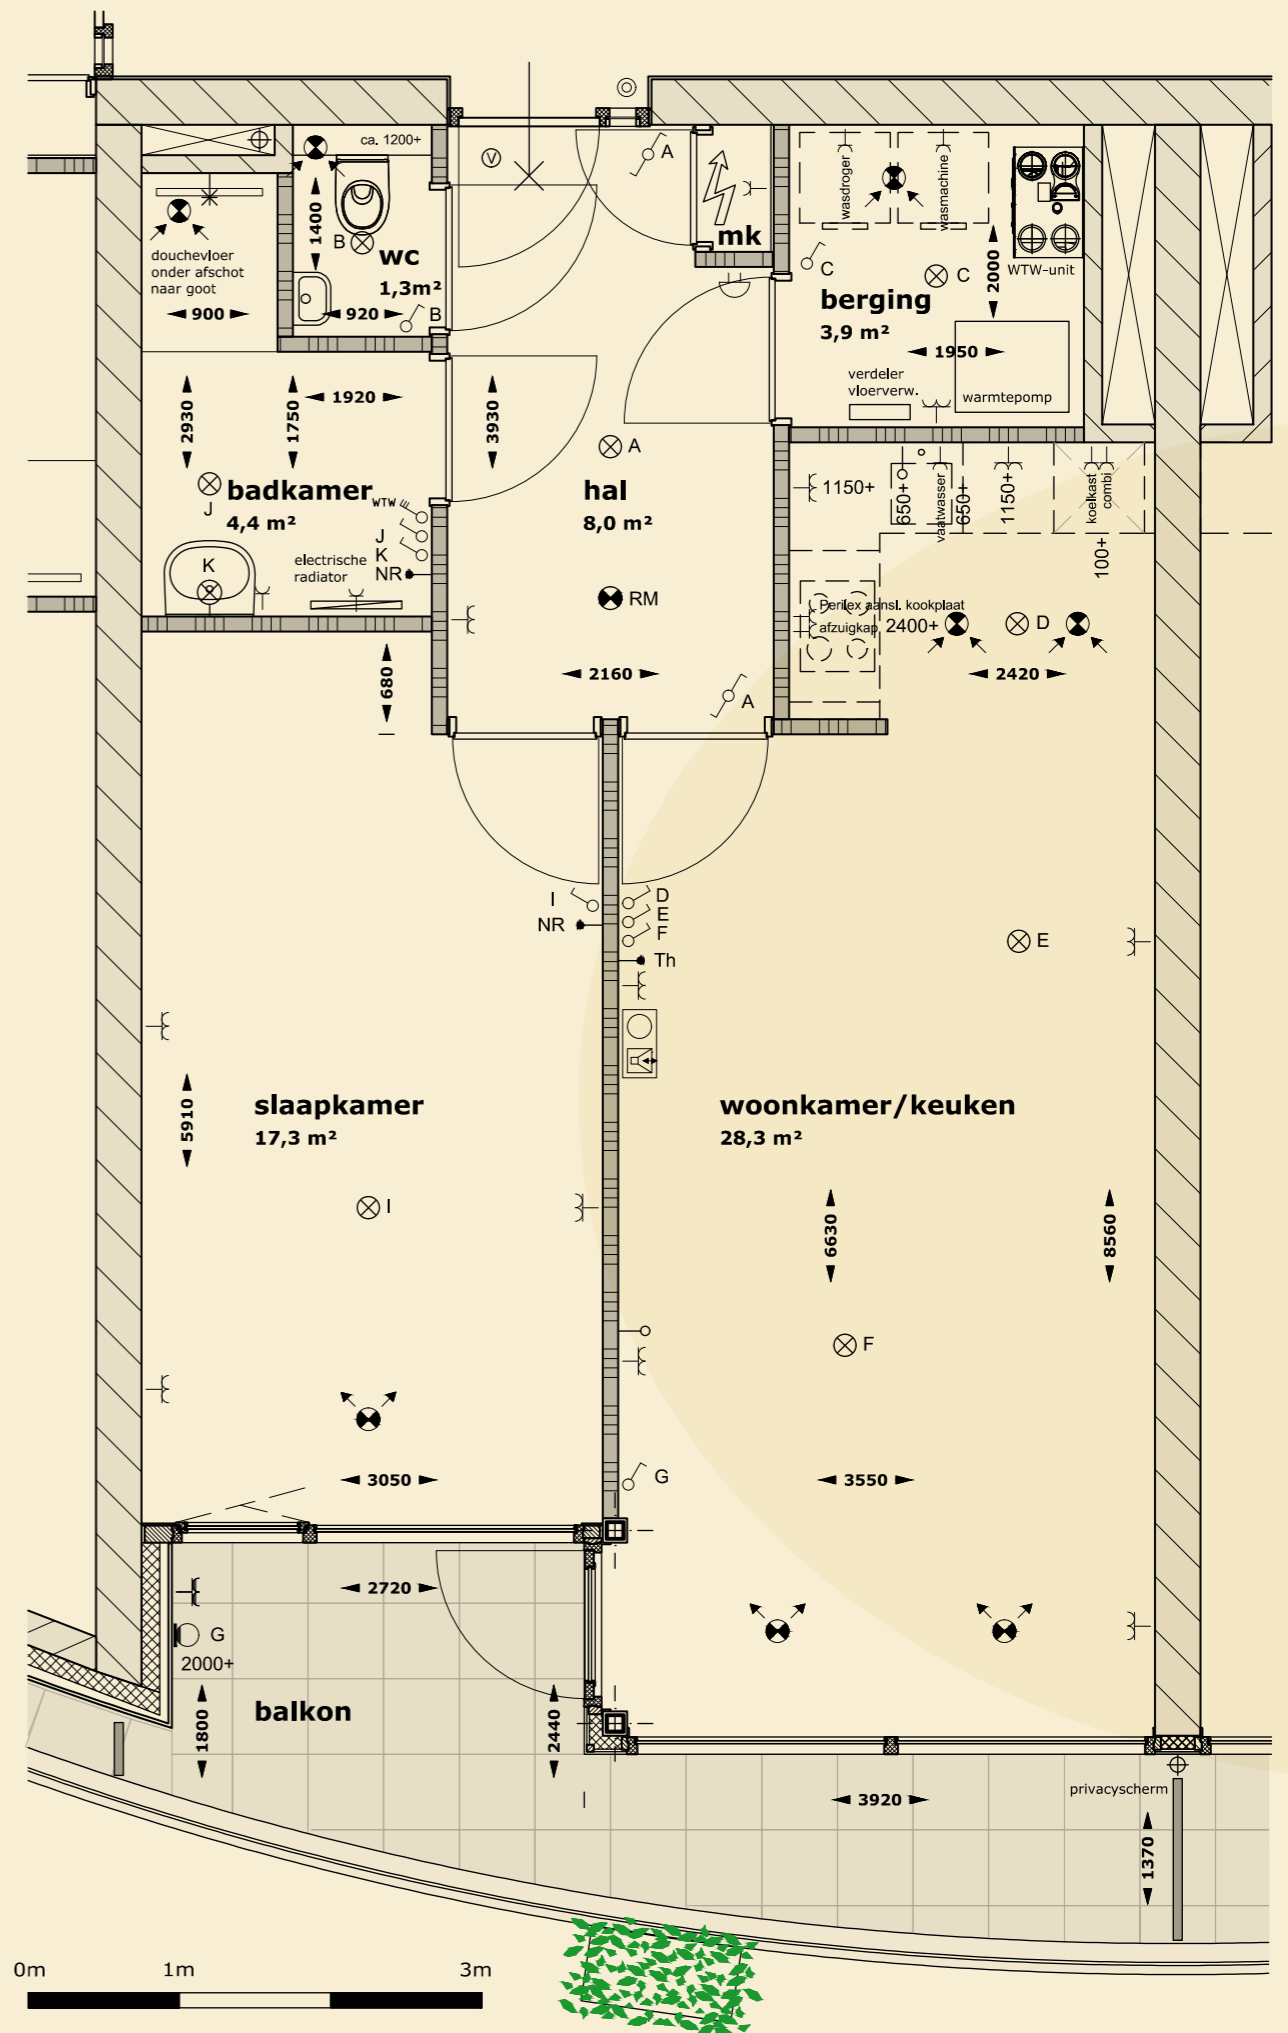 ca. 1200+
V
A
wasdroger
wasmachine
1400
B
wc
1,3m²
mk
douchevloer
onder afschot
naar goot
900
920
B
C
C
2000
WTW-unit
berging
3,9 m²
1950
verdeler
vloerverw.
warmtepomp
2930
1750
1920
3930
A
J
badkamer
4,4 m²
WTW
J
K
NR
hal
8,0 m²
1150+
650+
vaatwasser
650+
1150+
koelkast
combi
100+
K
electrische
radiator
RM
Perilex aansl. kookplaat
afzuigkap
2400+
D
680
2160
2420
A
I
NR
D
E
F
Th
E
slaapkamer
17,3 m²
5910
woonkamer/keuken
28,3 m²
I
6630
8560
F
3050
G
3550
2720
G
2000+
balkon
1800
2440
3920
privacyscherm
1370
0m
1m
3m